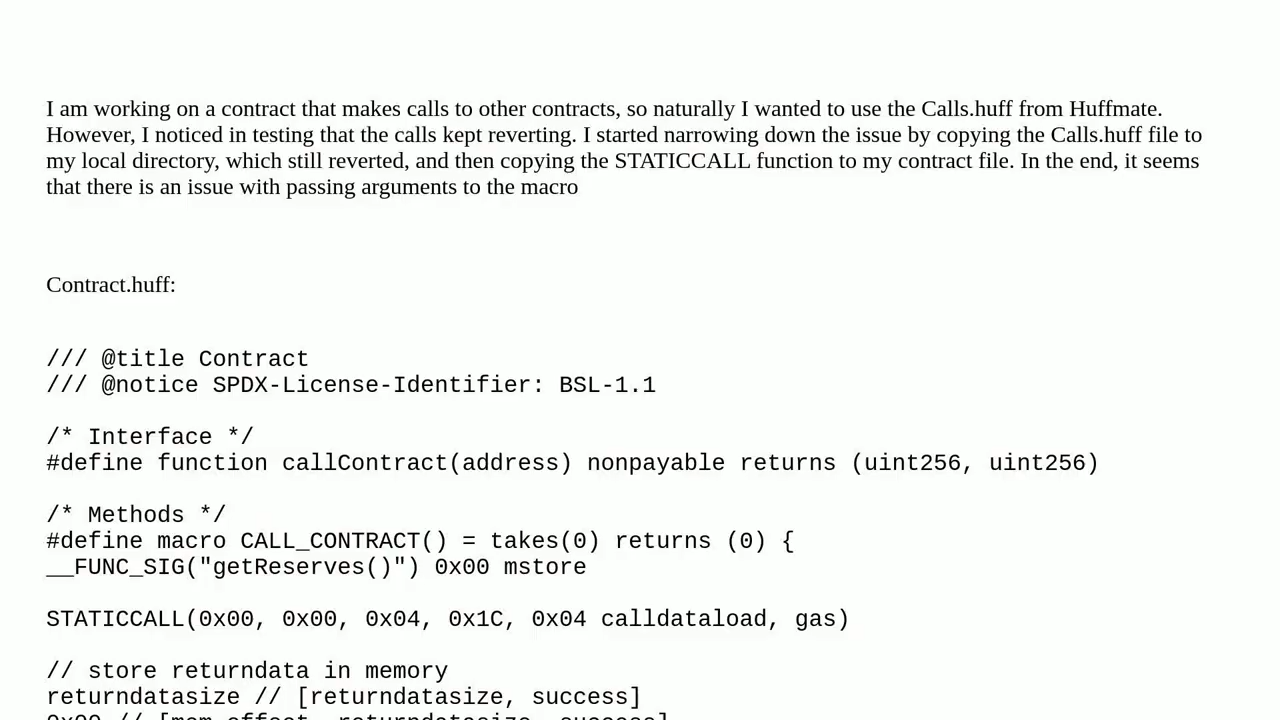 I am working on a contract that makes calls to other contracts, so naturally I wanted to use the Calls.huff from Huffmate.
However, I noticed in testing that the calls kept reverting. I started narrowing down the issue by copying the Calls.huff file to
my local directory, which still reverted, and then copying the STATICCALL function to my contract file. In the end, it seems
that there is an issue with passing arguments to the macro
Contract.huff:
/// @title Contract
/// @notice SPDX-License-Identifier: BSL-1.1
/* Interface */
#define function callContract(address) nonpayable returns (uint256, uint256)
/* Methods */
#define macro CALL_CONTRACT() = takes(0) returns (0) {
__FUNC_SIG("getReserves()") 0x00 mstore
STATICCALL(0x00, 0x00, 0x04, 0x1C, 0x04 calldataload, gas)
// store returndata in memory
returndatasize // [returndatasize, success]